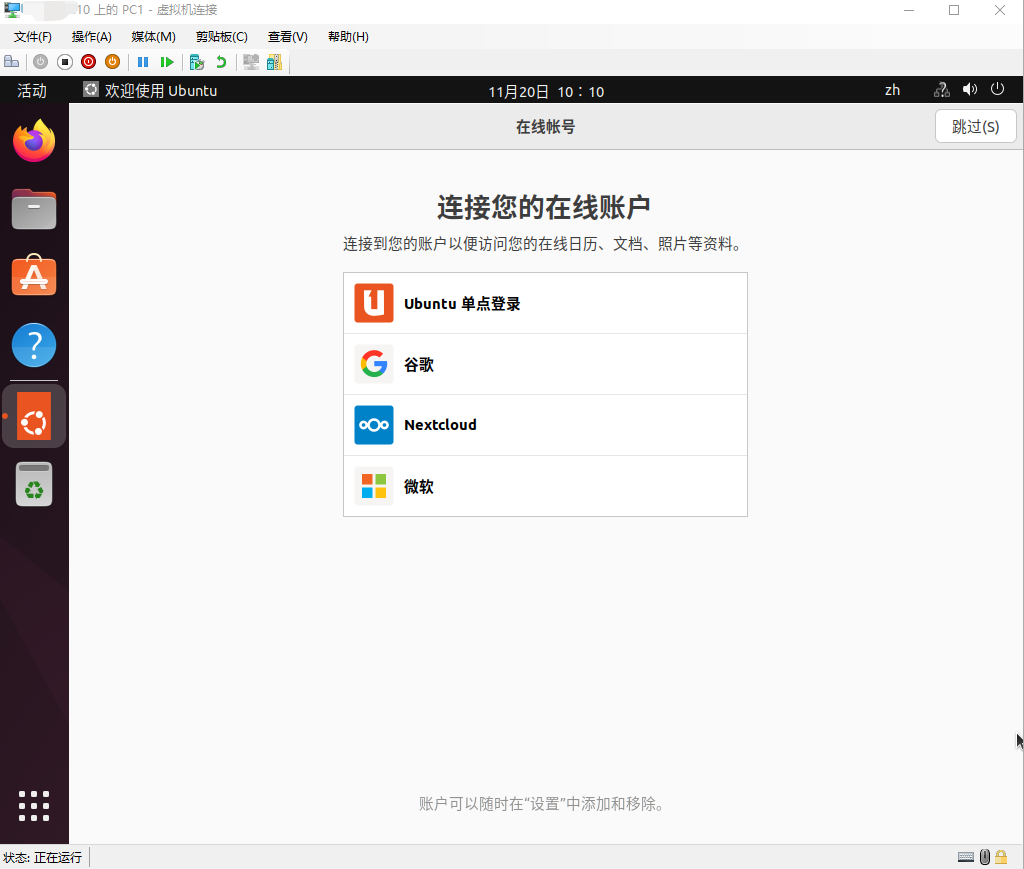 10 上的 PC1 - 虚拟机连接
文件(F) 操作(A) 媒体(M) 剪贴板(C) 查看(V) 帮助(H)
活动 欢迎使用 Ubuntu 11月20日 10：10 zh
在线帐号 跳过(S)
连接您的在线账户
连接到您的账户以便访问您的在线日历、文档、照片等资料。
Ubuntu 单点登录
谷歌
Nextcloud
微软
账户可以随时在“设置”中添加和移除。
状态: 正在运行